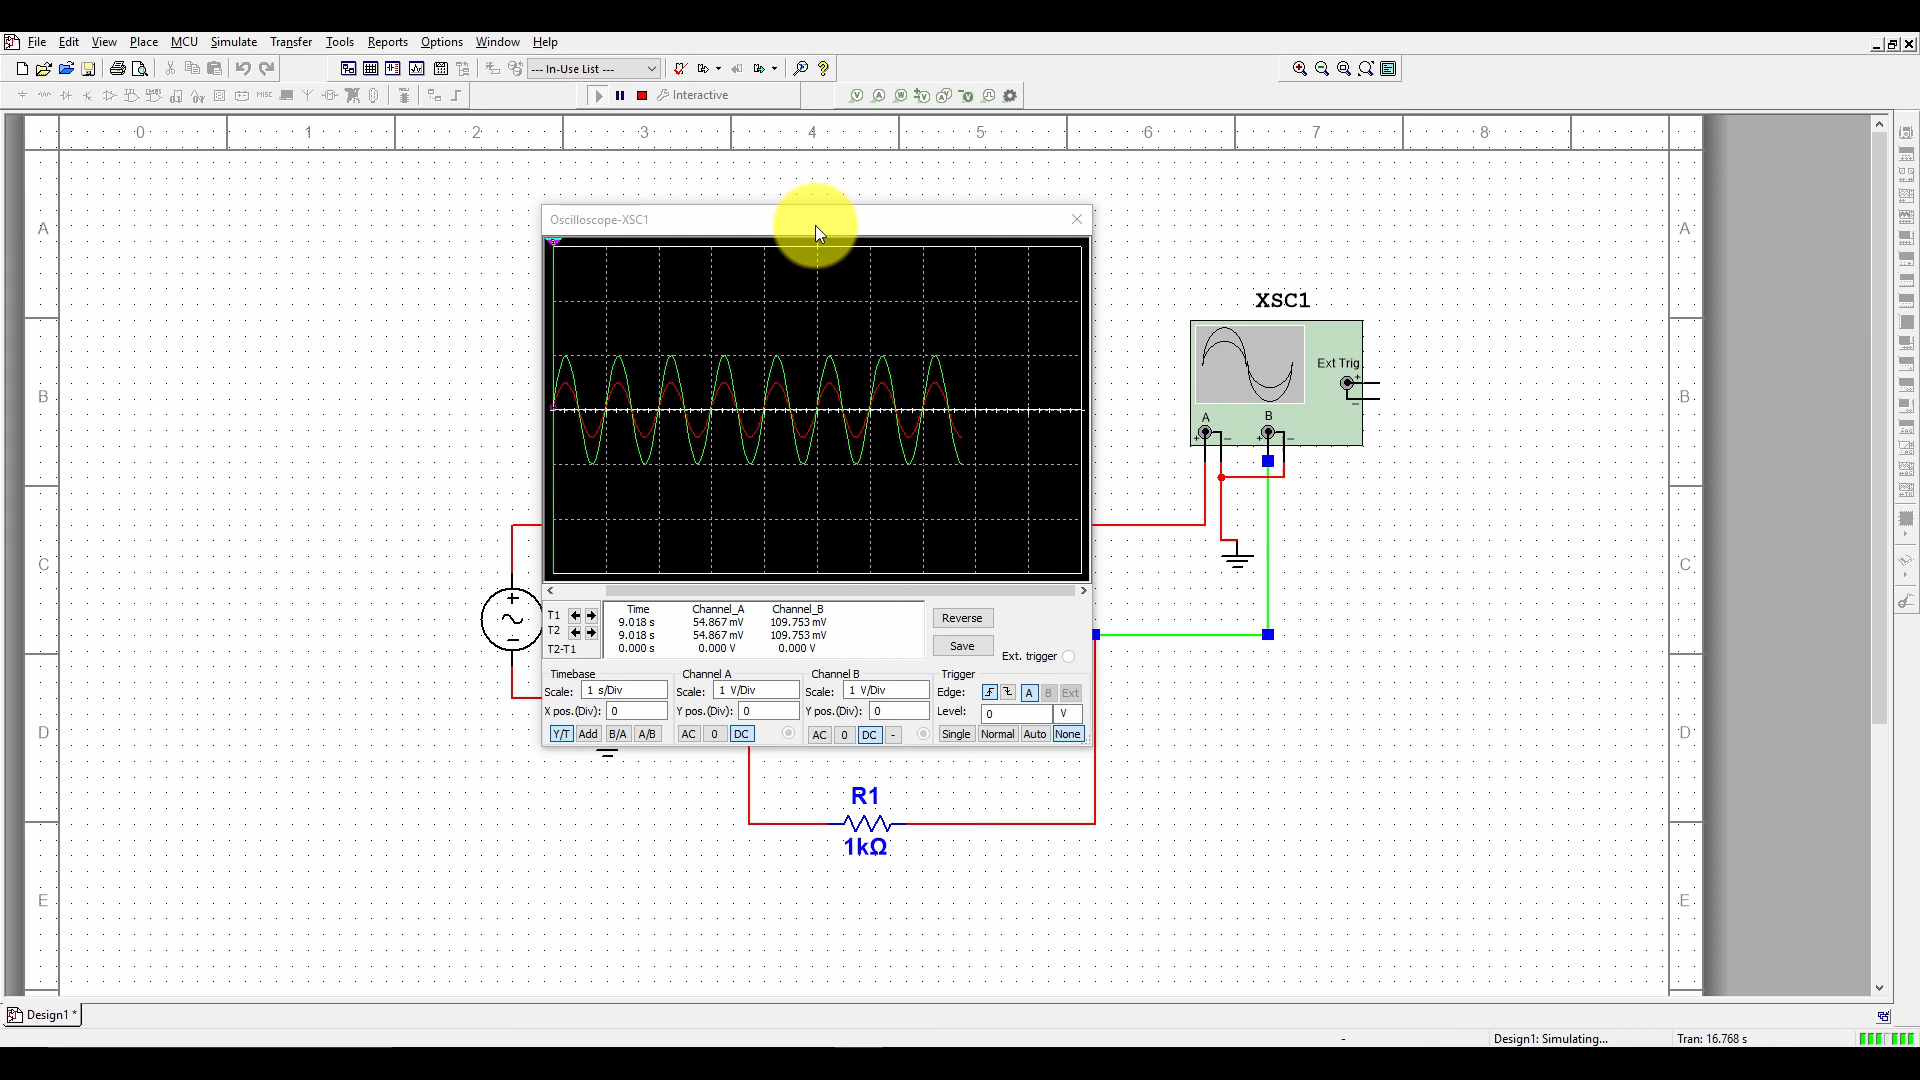 File Edit View Place MCU Simulate Transfer Tools Reports Options Window Help
--- In-Use List ---
Interactive
0 1 2 3 4 5 6 7 8
A A
B B
C C
D D
E E
Oscilloscope-XSC1
XSC1
Ext Trig
+
−
A B
+ − + −
+
−
T1
T2
T2-T1
Time Channel_A Channel_B
9.018 s 54.867 mV 109.753 mV
9.018 s 54.867 mV 109.753 mV
0.000 s 0.000 V 0.000 V
Reverse
Save
Ext. trigger
Timebase Channel A Channel B Trigger
Scale: 1 s/Div Scale: 1 V/Div Scale: 1 V/Div Edge: A B Ext
X pos.(Div): 0 Y pos.(Div): 0 Y pos.(Div): 0 Level: 0 V
Y/T Add B/A A/B AC 0 DC AC 0 DC - Single Normal Auto None
R1
1kΩ
Design1 *
- Design1: Simulating... Tran: 16.768 s